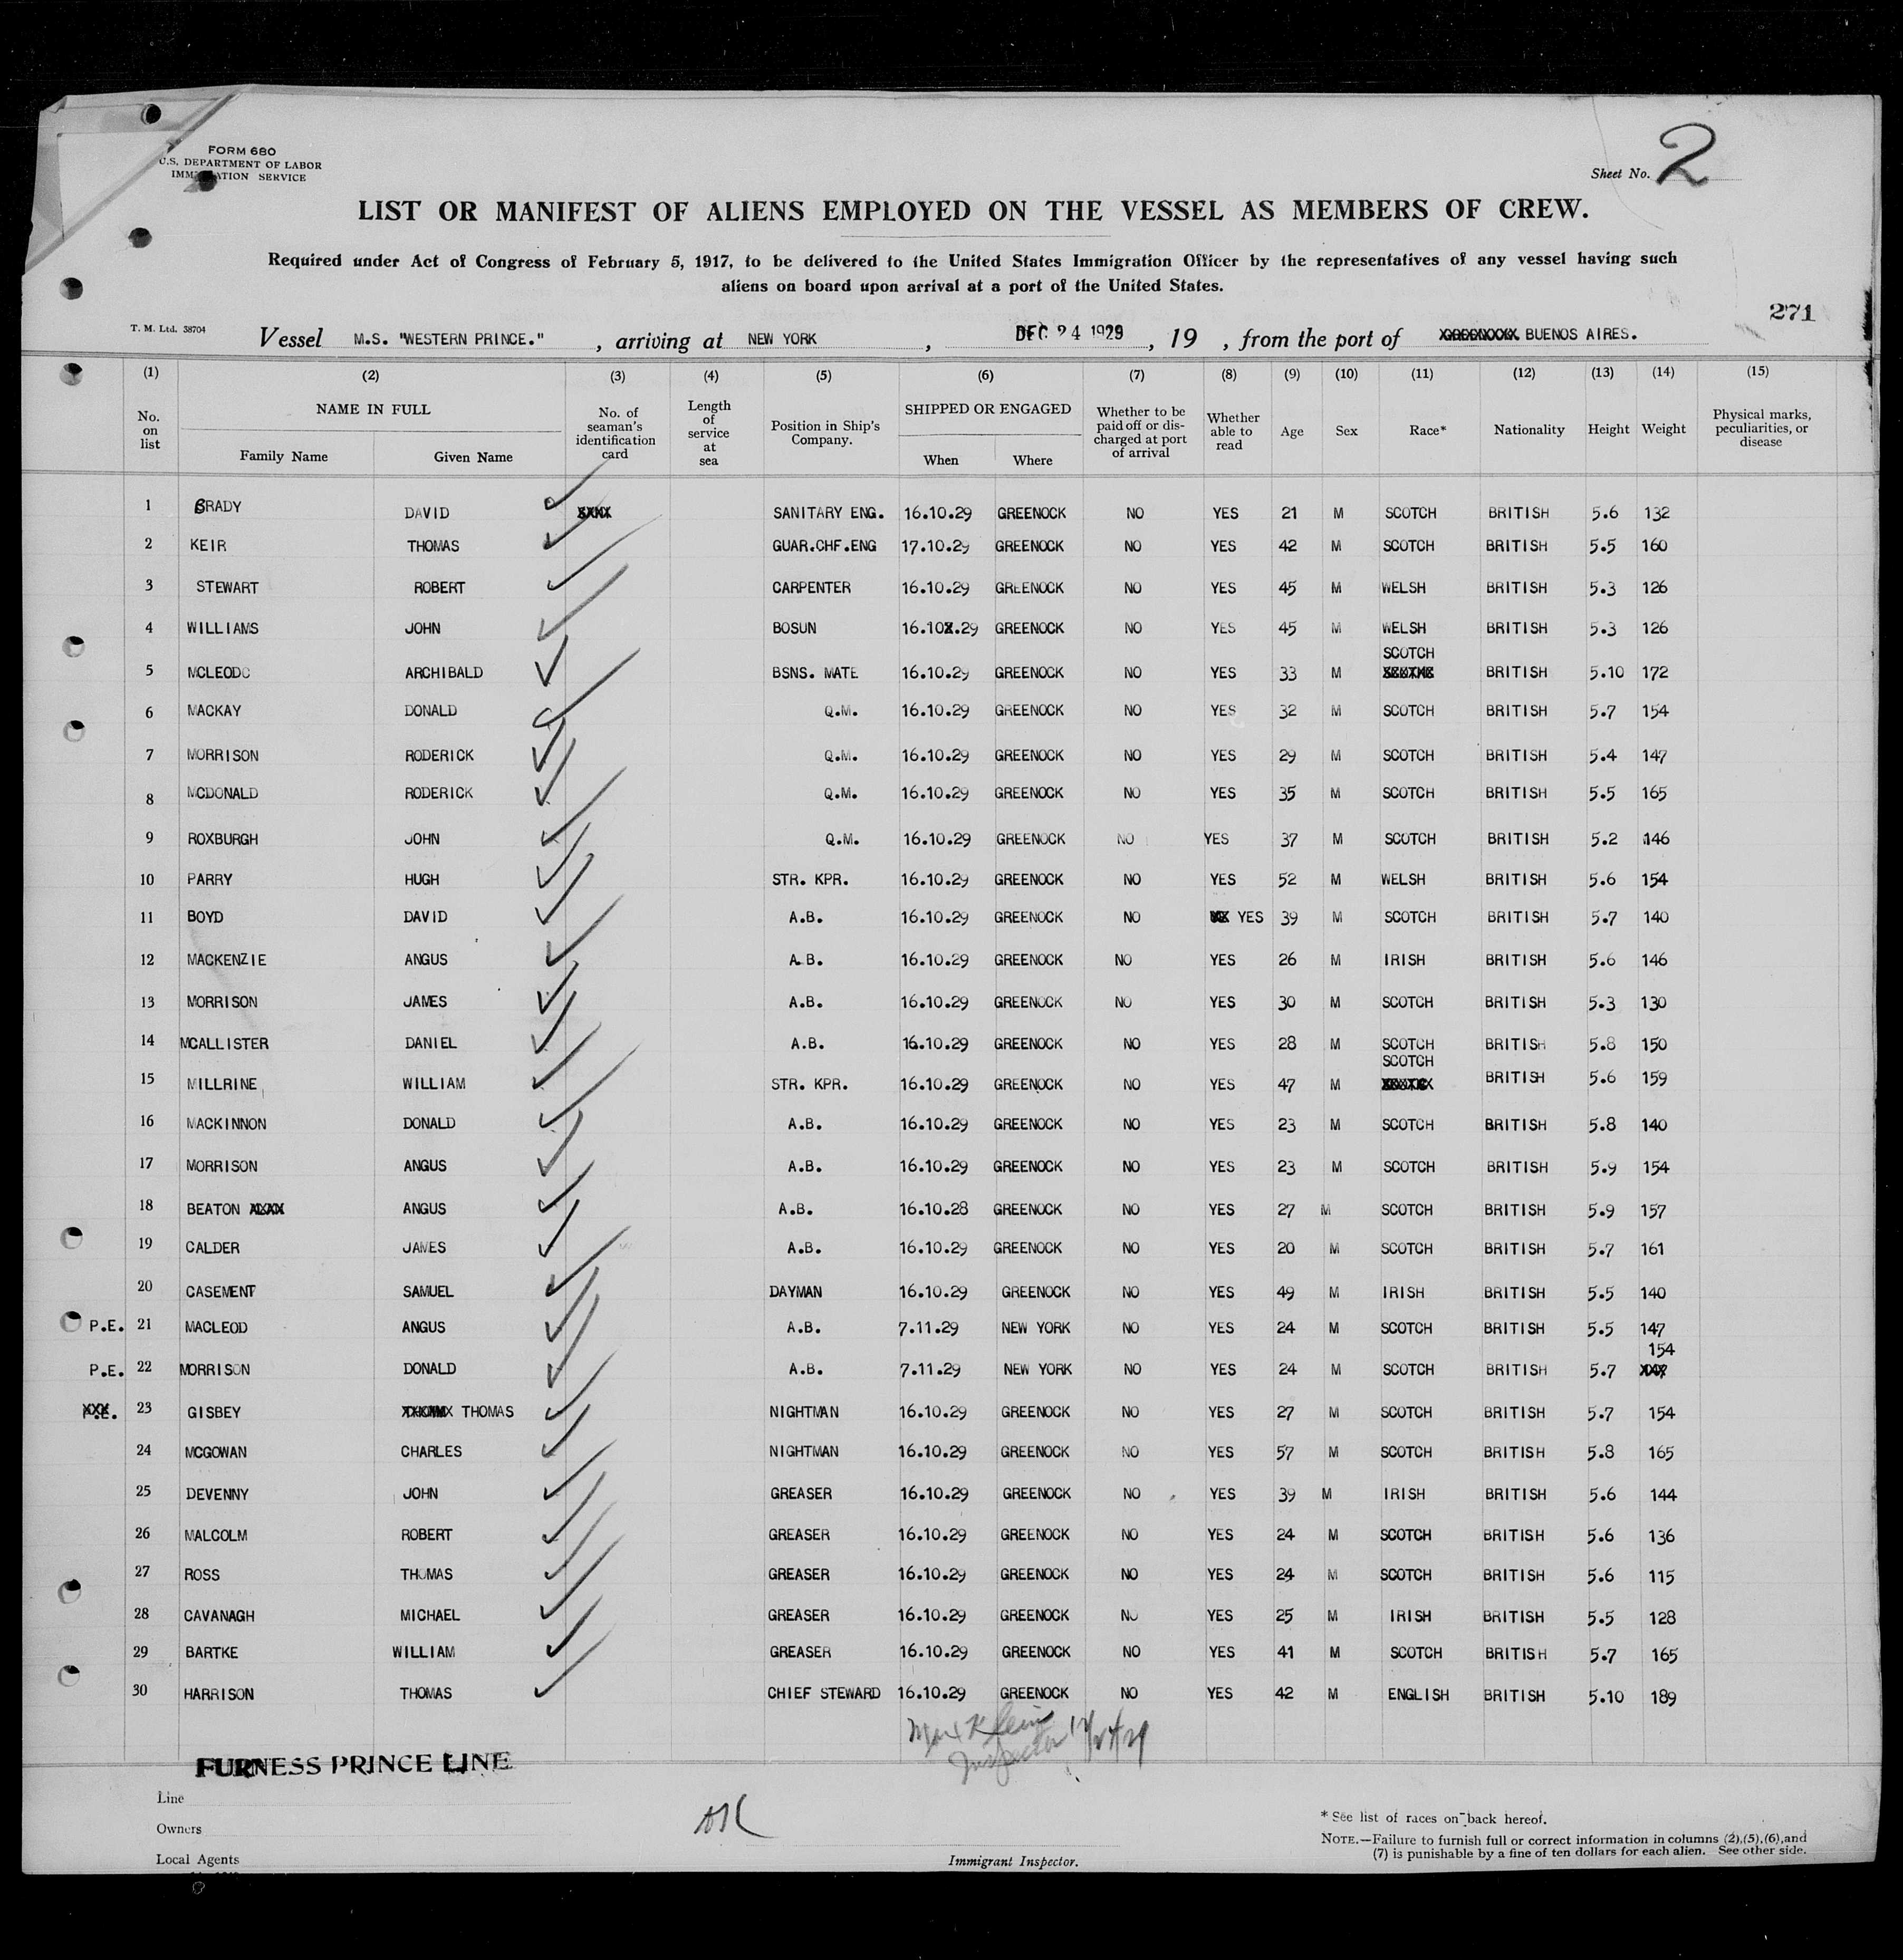 FORM 680
U.S. DEPARTMENT OF LABOR
IMMIGRATION SERVICE
Sheet No. 2
LIST OR MANIFEST OF ALIENS EMPLOYED ON THE VESSEL AS MEMBERS OF CREW.
Required under Act of Congress of February 5, 1917, to be delivered to the United States Immigration Officer by the representatives of any vessel having such
aliens on board upon arrival at a port of the United States.
271
T. M. Ltd. 38704
Vessel M.S. "WESTERN PRINCE." , arriving at NEW YORK , DEC 24 1929 , 19 , from the port of BUENOS AIRES.
(1) (2) (3) (4) (5) (6) (7) (8) (9) (10) (11) (12) (13) (14) (15)
No. on list NAME IN FULL Family Name Given Name No. of seaman's identification card Length of service at sea Position in Ship's Company. SHIPPED OR ENGAGED When Where Whether to be paid off or discharged at port of arrival Whether able to read Age Sex Race* Nationality Height Weight Physical marks, peculiarities, or disease
1 BRADY DAVID XXXX SANITARY ENG. 16.10.29 GREENOCK NO YES 21 M SCOTCH BRITISH 5.6 132
2 KEIR THOMAS GUAR.CHF.ENG 17.10.29 GREENOCK NO YES 42 M SCOTCH BRITISH 5.5 160
3 STEWART ROBERT CARPENTER 16.10.29 GREENOCK NO YES 45 M WELSH BRITISH 5.3 126
4 WILLIAMS JOHN BOSUN 16.10X.29 GREENOCK NO YES 45 M WELSH BRITISH 5.3 126
5 MCLEODC ARCHIBALD BSNS. MATE 16.10.29 GREENOCK NO YES 33 M SCOTCH BRITISH 5.10 172
6 MACKAY DONALD Q.M. 16.10.29 GREENOCK NO YES 32 M SCOTCH BRITISH 5.7 154
7 MORRISON RODERICK Q.M. 16.10.29 GREENOCK NO YES 29 M SCOTCH BRITISH 5.4 147
8 MCDONALD RODERICK Q.M. 16.10.29 GREENOCK NO YES 35 M SCOTCH BRITISH 5.5 165
9 ROXBURGH JOHN Q.M. 16.10.29 GREENOCK NO YES 37 M SCOTCH BRITISH 5.2 146
10 PARRY HUGH STR. KPR. 16.10.29 GREENOCK NO YES 52 M WELSH BRITISH 5.6 154
11 BOYD DAVID A.B. 16.10.29 GREENOCK NO YES 39 M SCOTCH BRITISH 5.7 140
12 MACKENZIE ANGUS A.B. 16.10.29 GREENOCK NO YES 26 M IRISH BRITISH 5.6 146
13 MORRISON JAMES A.B. 16.10.29 GREENOCK NO YES 30 M SCOTCH BRITISH 5.3 130
14 MCALLISTER DANIEL A.B. 16.10.29 GREENOCK NO YES 28 M SCOTCH BRITISH 5.8 150
15 MILLRINE WILLIAM STR. KPR. 16.10.29 GREENOCK NO YES 47 M SCOTCH BRITISH 5.6 159
16 MACKINNON DONALD A.B. 16.10.29 GREENOCK NO YES 23 M SCOTCH BRITISH 5.8 140
17 MORRISON ANGUS A.B. 16.10.29 GREENOCK NO YES 23 M SCOTCH BRITISH 5.9 154
18 BEATON ANGUS A.B. 16.10.28 GREENOCK NO YES 27 M SCOTCH BRITISH 5.9 157
19 CALDER JAMES A.B. 16.10.29 GREENOCK NO YES 20 M SCOTCH BRITISH 5.7 161
20 CASEMENT SAMUEL DAYMAN 16.10.29 GREENOCK NO YES 49 M IRISH BRITISH 5.5 140
P.E. 21 MACLEOD ANGUS A.B. 7.11.29 NEW YORK NO YES 24 M SCOTCH BRITISH 5.5 147
P.E. 22 MORRISON DONALD A.B. 7.11.29 NEW YORK NO YES 24 M SCOTCH BRITISH 5.7 154
P.E. 23 GISBEY THOMAS NIGHTMAN 16.10.29 GREENOCK NO YES 27 M SCOTCH BRITISH 5.7 154
24 MCGOWAN CHARLES NIGHTMAN 16.10.29 GREENOCK NO YES 57 M SCOTCH BRITISH 5.8 165
25 DEVENNY JOHN GREASER 16.10.29 GREENOCK NO YES 39 M IRISH BRITISH 5.6 144
26 MALCOLM ROBERT GREASER 16.10.29 GREENOCK NO YES 24 M SCOTCH BRITISH 5.6 136
27 ROSS THOMAS GREASER 16.10.29 GREENOCK NO YES 24 M SCOTCH BRITISH 5.6 115
28 CAVANAGH MICHAEL GREASER 16.10.29 GREENOCK NO YES 25 M IRISH BRITISH 5.5 128
29 BARTKE WILLIAM GREASER 16.10.29 GREENOCK NO YES 41 M SCOTCH BRITISH 5.7 165
30 HARRISON THOMAS CHIEF STEWARD 16.10.29 GREENOCK NO YES 42 M ENGLISH BRITISH 5.10 189
Max Klein 12/24/29
Inspector
FURNESS PRINCE LINE
Line
Owners
Local Agents
Immigrant Inspector.
* See list of races on back hereof.
NOTE.—Failure to furnish full or correct information in columns (2),(5),(6),and
(7) is punishable by a fine of ten dollars for each alien. See other side.